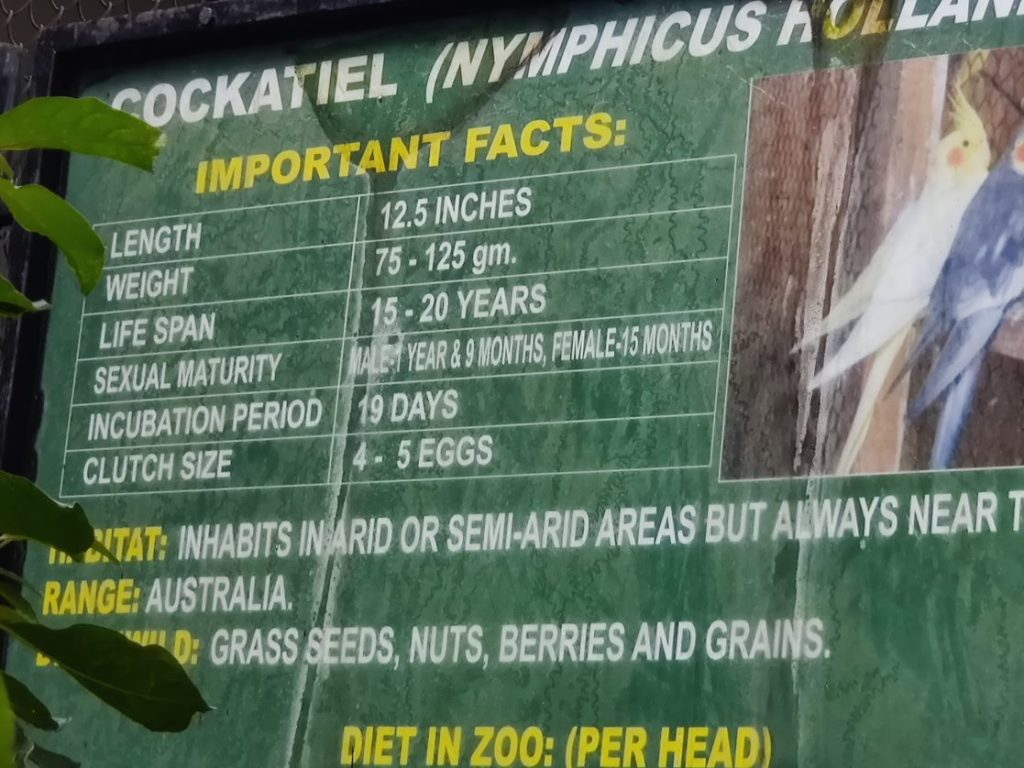 COCKATIEL (NYMPHICUS
IMPORTANT FACTS:
LENGTH 12.5 INCHES
WEIGHT 75 - 125 gm.
LIFE SPAN 15 - 20 YEARS
SEXUAL MATURITY MALE-1 YEAR & 9 MONTHS, FEMALE-15 MONTHS
INCUBATION PERIOD 19 DAYS
CLUTCH SIZE 4 - 5 EGGS
HABITAT: INHABITS IN ARID OR SEMI-ARID AREAS BUT ALWAYS NEAR
RANGE: AUSTRALIA.
WILD: GRASS SEEDS, NUTS, BERRIES AND GRAINS.
DIET IN ZOO: (PER HEAD)